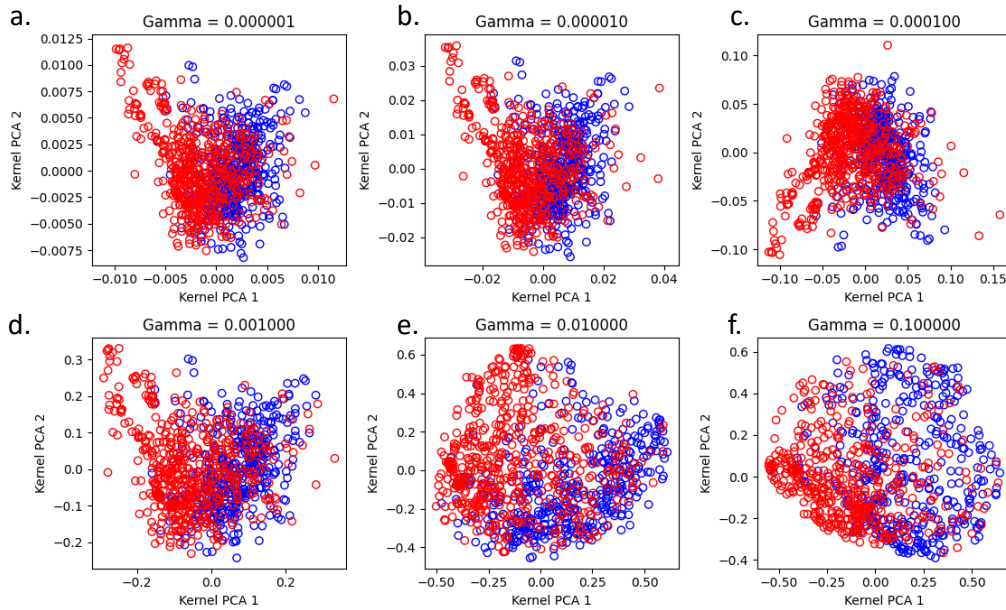 a.
Gamma = 0.000001
0.0125
0.0100
0.0075
0.0050
0.0025
0.0000
−0.0025
−0.0050
−0.0075
Kernel PCA 2
−0.010
−0.005
0.000
0.005
0.010
Kernel PCA 1
b.
Gamma = 0.000010
0.03
0.02
0.01
0.00
−0.01
−0.02
Kernel PCA 2
−0.02
0.00
0.02
0.04
Kernel PCA 1
c.
Gamma = 0.000100
0.10
0.05
0.00
−0.05
−0.10
Kernel PCA 2
−0.10
−0.05
0.00
0.05
0.10
0.15
Kernel PCA 1
d.
Gamma = 0.001000
0.3
0.2
0.1
0.0
−0.1
−0.2
Kernel PCA 2
−0.2
0.0
0.2
Kernel PCA 1
e.
Gamma = 0.010000
0.6
0.4
0.2
0.0
−0.2
−0.4
Kernel PCA 2
−0.50
−0.25
0.00
0.25
0.50
Kernel PCA 1
f.
Gamma = 0.100000
0.6
0.4
0.2
0.0
−0.2
−0.4
Kernel PCA 2
−0.50
−0.25
0.00
0.25
0.50
Kernel PCA 1